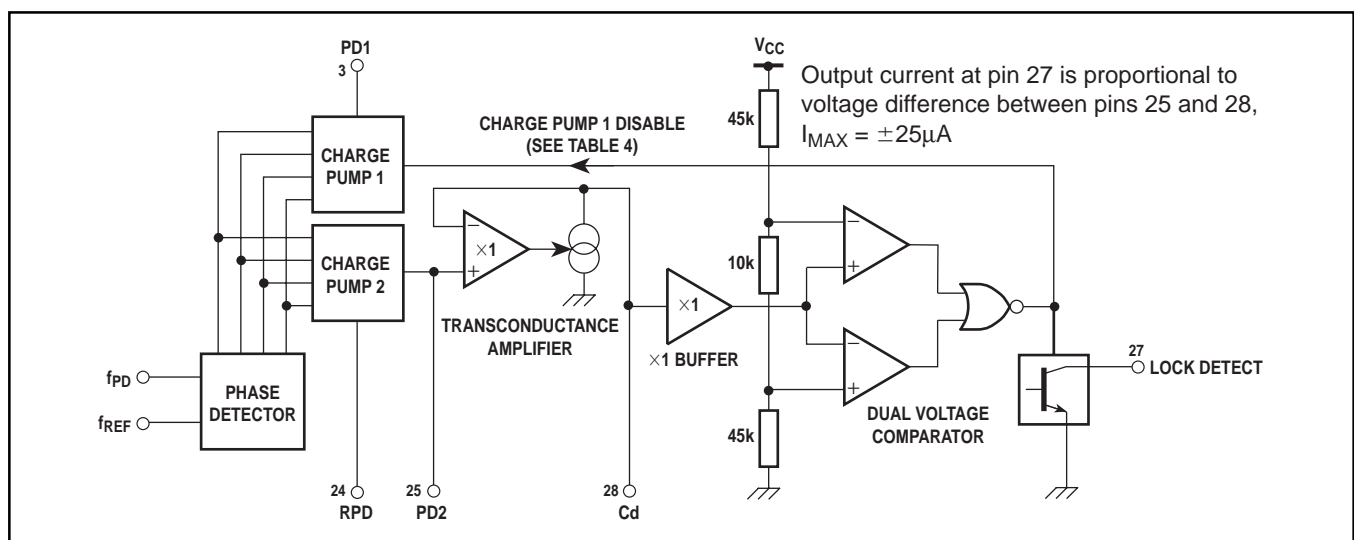 PD1
3
VCC
Output current at pin 27 is proportional to
voltage difference between pins 25 and 28,
IMAX = ±25µA
45k
CHARGE PUMP 1 DISABLE
(SEE TABLE 4)
CHARGE
PUMP 1
−
×1
+
CHARGE
PUMP 2
TRANSCONDUCTANCE
AMPLIFIER
10k
−
+
×1
×1 BUFFER
−
+
27
LOCK DETECT
fPD
fREF
PHASE
DETECTOR
45k
DUAL VOLTAGE
COMPARATOR
24
RPD
25
PD2
28
Cd